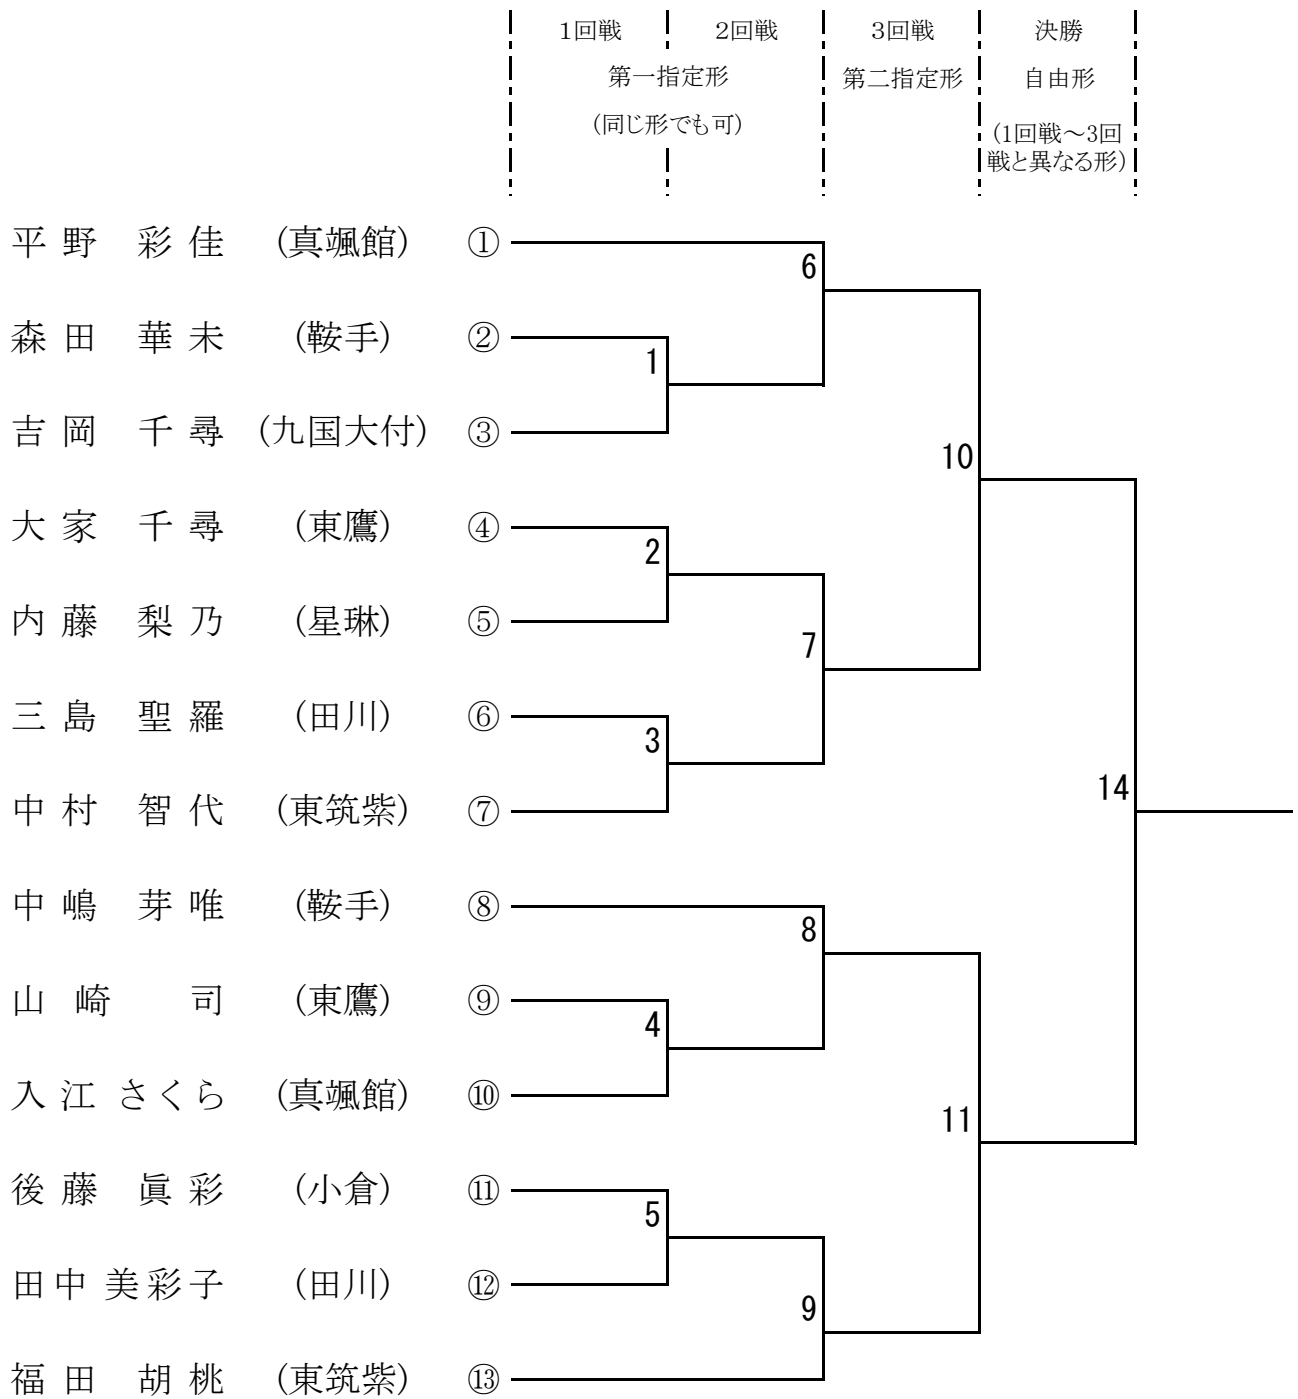 1回戦 2回戦 3回戦 決勝
第一指定形 第二指定形 自由形
(同じ形でも可)
(1回戦～3回
戦と異なる形)
平野 彩佳 (真颯館) ①
6
森田 華未 (鞍手) ②
1
吉岡 千尋 (九国大付) ③
10
大家 千尋 (東鷹) ④
2
内藤 梨乃 (星琳) ⑤
7
三島 聖羅 (田川) ⑥
3
14
中村 智代 (東筑紫) ⑦
中嶋 芽唯 (鞍手) ⑧
8
山崎 司 (東鷹) ⑨
4
入江 さくら (真颯館) ⑩
11
後藤 眞彩 (小倉) ⑪
5
田中 美彩子 (田川) ⑫
9
福田 胡桃 (東筑紫) ⑬